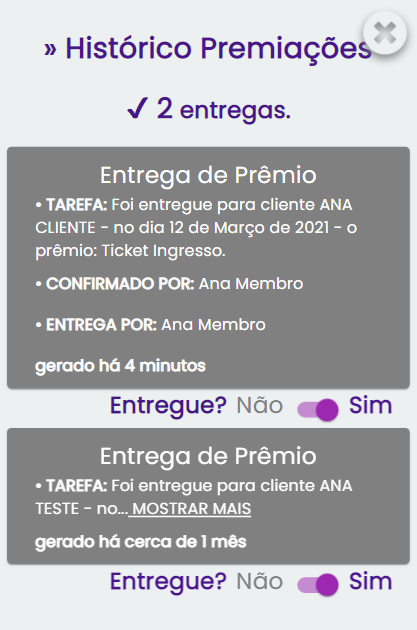 » Histórico Premiações
✔ 2 entregas.
Entrega de Prêmio
• TAREFA: Foi entregue para cliente ANA
CLIENTE - no dia 12 de Março de 2021 - o
prêmio: Ticket Ingresso.
• CONFIRMADO POR: Ana Membro
• ENTREGA POR: Ana Membro
gerado há 4 minutos
Entregue? Não Sim
Entrega de Prêmio
• TAREFA: Foi entregue para cliente ANA
TESTE - no... MOSTRAR MAIS
gerado há cerca de 1 mês
Entregue? Não Sim